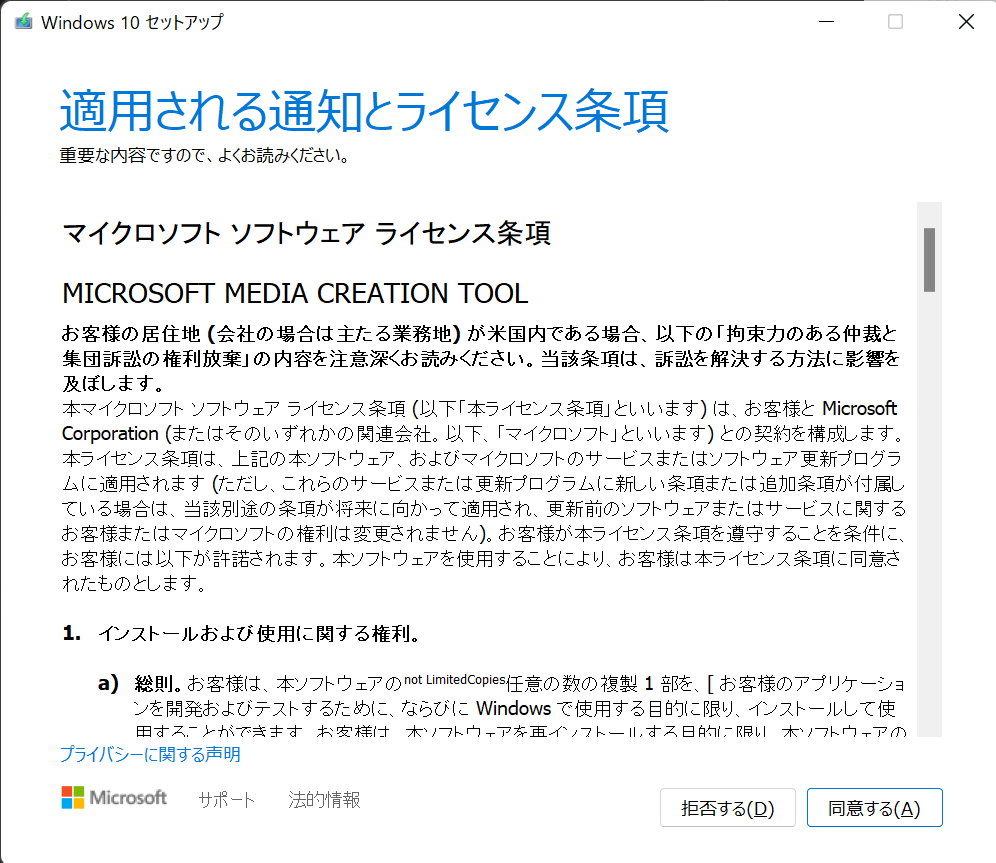 Windows 10 セットアップ
適用される通知とライセンス条項
重要な内容ですので、よくお読みください。
マイクロソフト ソフトウェア ライセンス条項
MICROSOFT MEDIA CREATION TOOL
お客様の居住地 (会社の場合は主たる業務地) が米国内である場合、以下の「拘束力のある仲裁と
集団訴訟の権利放棄」の内容を注意深くお読みください。当該条項は、訴訟を解決する方法に影響を
及ぼします。
本マイクロソフト ソフトウェア ライセンス条項 (以下「本ライセンス条項」といいます) は、お客様と Microsoft
Corporation (またはそのいずれかの関連会社。以下、「マイクロソフト」といいます) との契約を構成します。
本ライセンス条項は、上記の本ソフトウェア、およびマイクロソフトのサービスまたはソフトウェア更新プログラ
ムに適用されます (ただし、これらのサービスまたは更新プログラムに新しい条項または追加条項が付属し
ている場合は、当該別途の条項が将来に向かって適用され、更新前のソフトウェアまたはサービスに関する
お客様またはマイクロソフトの権利は変更されません)。お客様が本ライセンス条項を遵守することを条件に、
お客様には以下が許諾されます。本ソフトウェアを使用することにより、お客様は本ライセンス条項に同意さ
れたものとします。
1. インストールおよび使用に関する権利。
a) 総則。お客様は、本ソフトウェアのnot LimitedCopies任意の数の複製 1 部を、[ お客様のアプリケーショ
ンを開発およびテストするために、ならびに Windows で使用する目的に限り、インストールして使
用することができます。お客様は、本ソフトウェアを再インストールする目的に限り、本ソフトウェアの
プライバシーに関する声明
Microsoft サポート 法的情報
拒否する(D) 同意する(A)